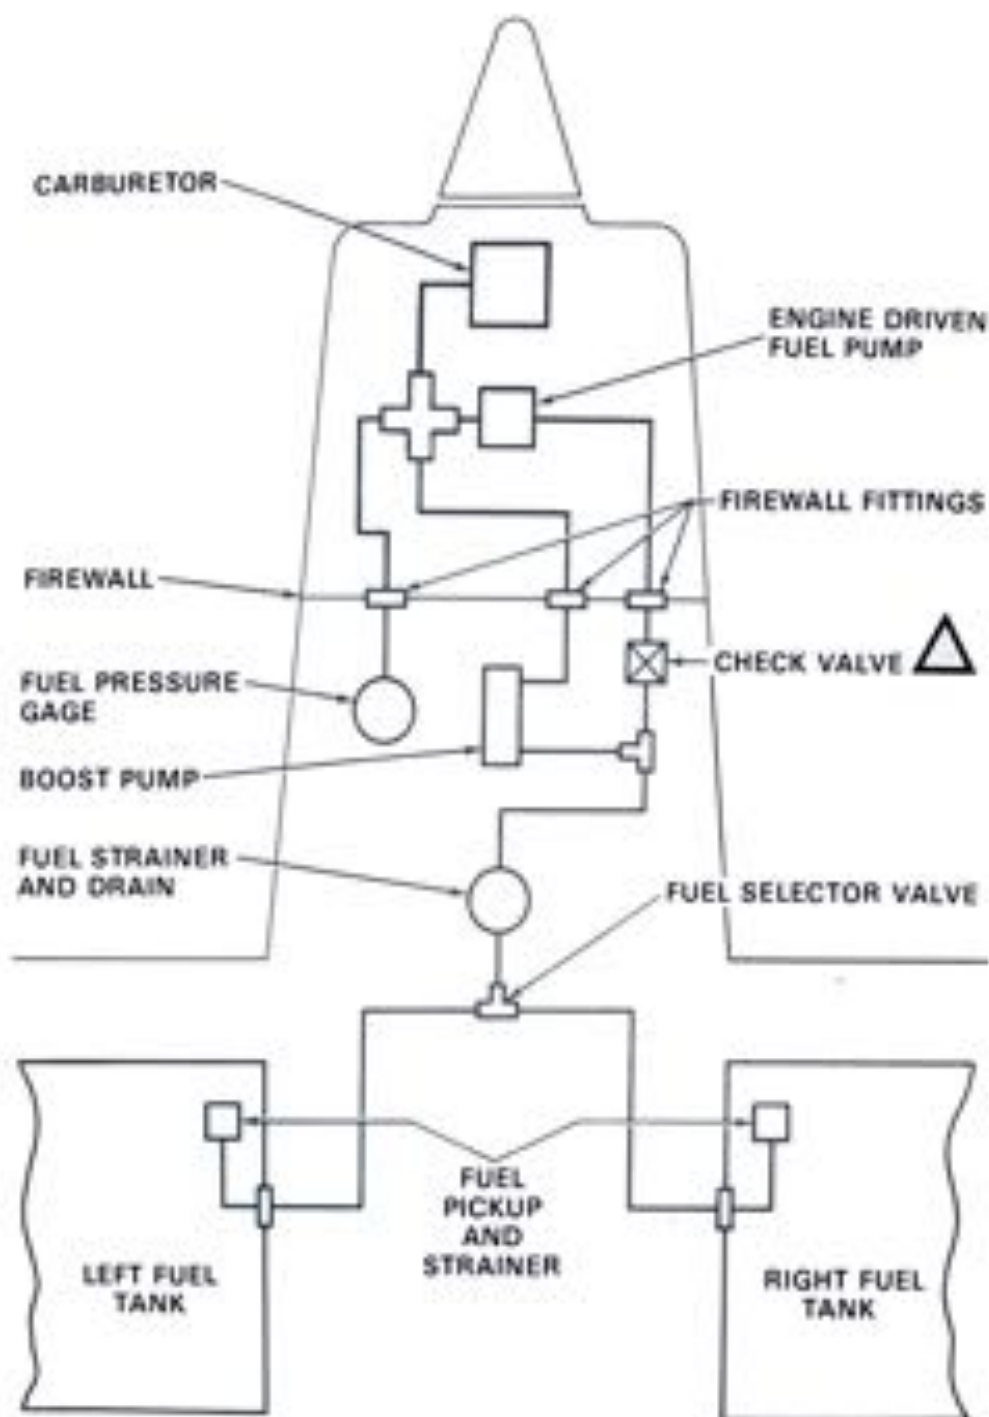 CARBURETOR
ENGINE DRIVEN
FUEL PUMP
FIREWALL FITTINGS
FIREWALL
CHECK VALVE
FUEL PRESSURE
GAGE
BOOST PUMP
FUEL STRAINER
AND DRAIN
FUEL SELECTOR VALVE
FUEL
PICKUP
AND
STRAINER
LEFT FUEL
TANK
RIGHT FUEL
TANK